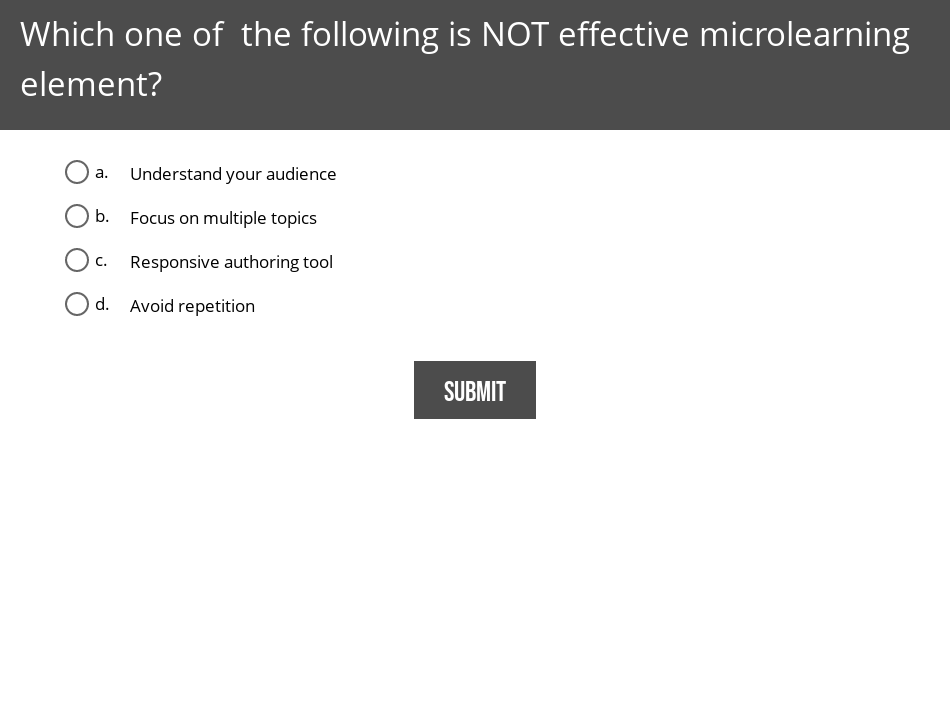 Which one of  the following is NOT effective microlearning
element?
a. Understand your audience
b. Focus on multiple topics
c. Responsive authoring tool
d. Avoid repetition
SUBMIT